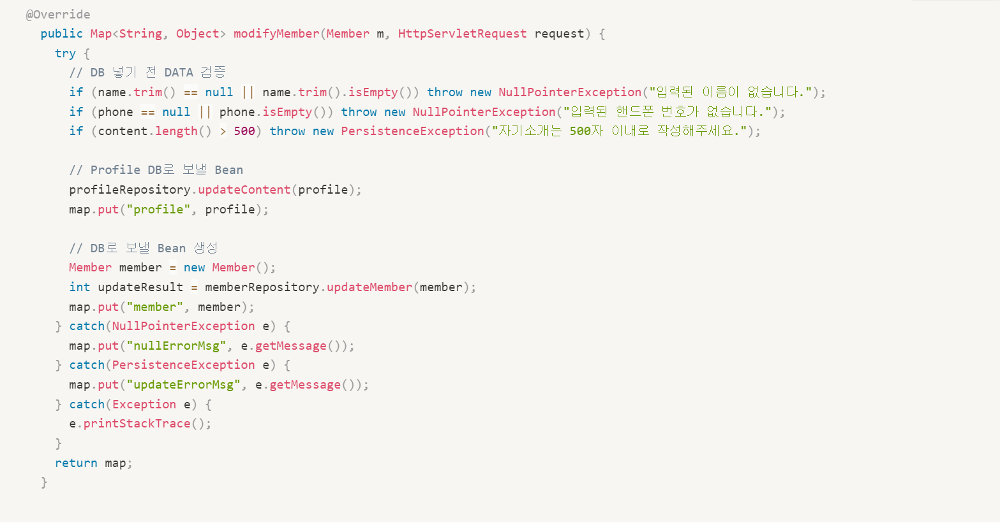 @Override
public Map<String, Object> modifyMember(Member m, HttpServletRequest request) {
try {
// DB 넣기 전 DATA 검증
if (name.trim() == null || name.trim().isEmpty()) throw new NullPointerException("입력된 이름이 없습니다.");
if (phone == null || phone.isEmpty()) throw new NullPointerException("입력된 핸드폰 번호가 없습니다.");
if (content.length() > 500) throw new PersistenceException("자기소개는 500자 이내로 작성해주세요.");
// Profile DB로 보낼 Bean
profileRepository.updateContent(profile);
map.put("profile", profile);
// DB로 보낼 Bean 생성
Member member = new Member();
int updateResult = memberRepository.updateMember(member);
map.put("member", member);
} catch(NullPointerException e) {
map.put("nullErrorMsg", e.getMessage());
} catch(PersistenceException e) {
map.put("updateErrorMsg", e.getMessage());
} catch(Exception e) {
e.printStackTrace();
}
return map;
}